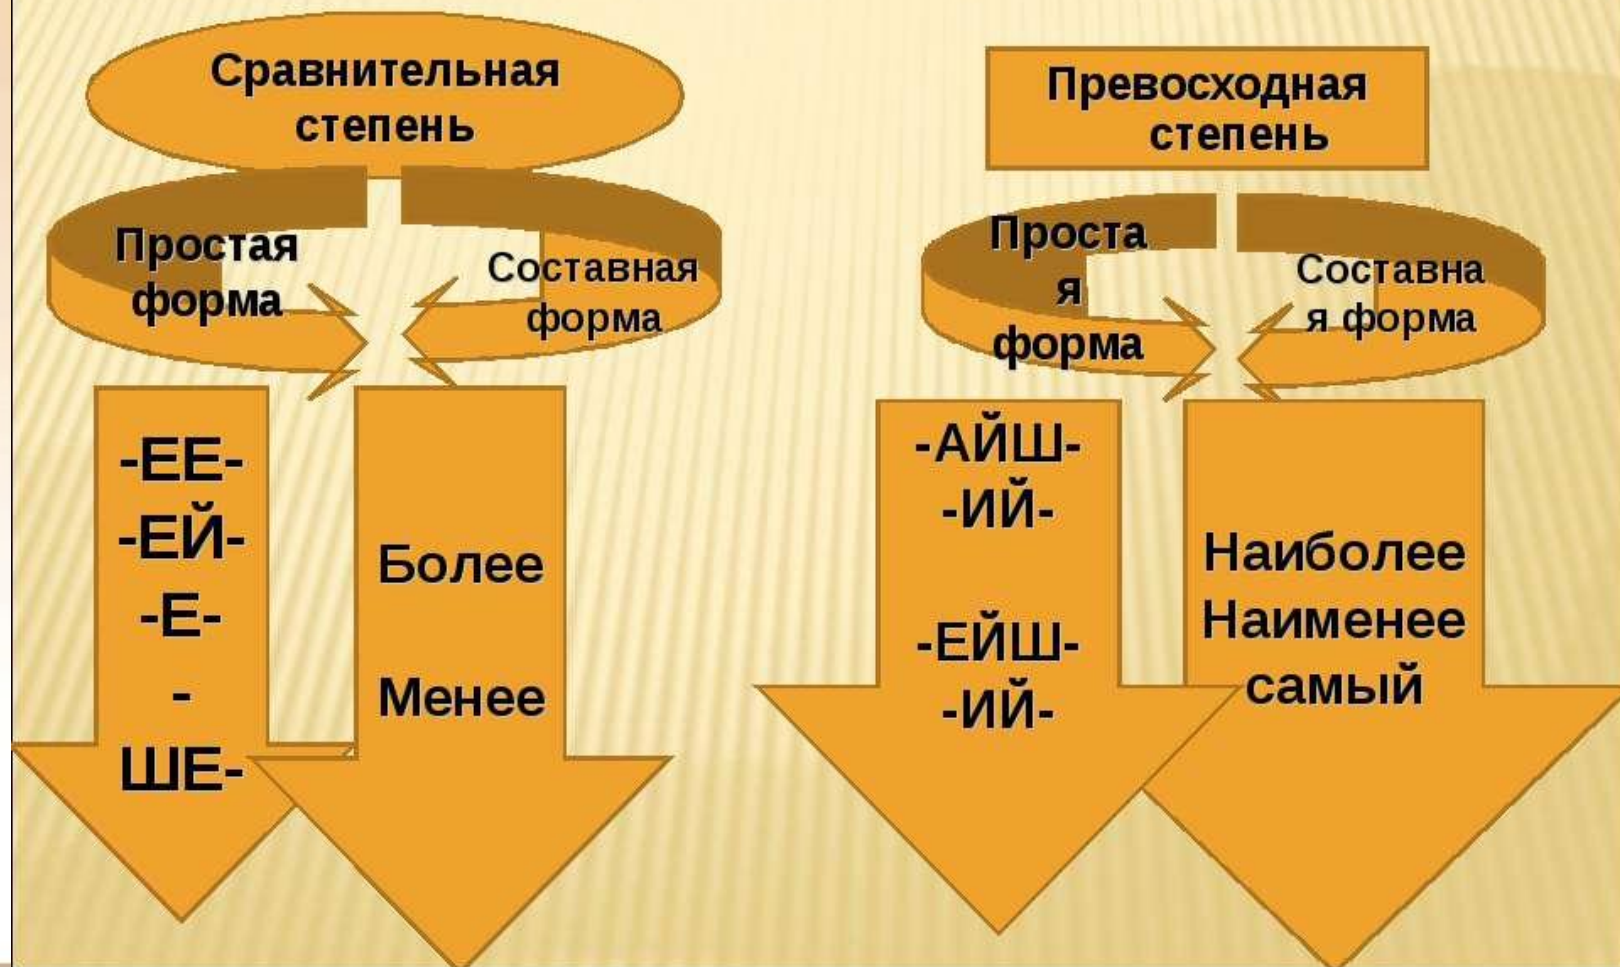 Сравнительная
степень
Простая
форма
Составная
форма
-ЕЕ-
-ЕЙ-
-Е-
-
ШЕ-
Более
Менее
Превосходная
степень
Проста
я
форма
Составна
я форма
-АЙШ-
-ИЙ-
-ЕЙШ-
-ИЙ-
Наиболее
Наименее
самый